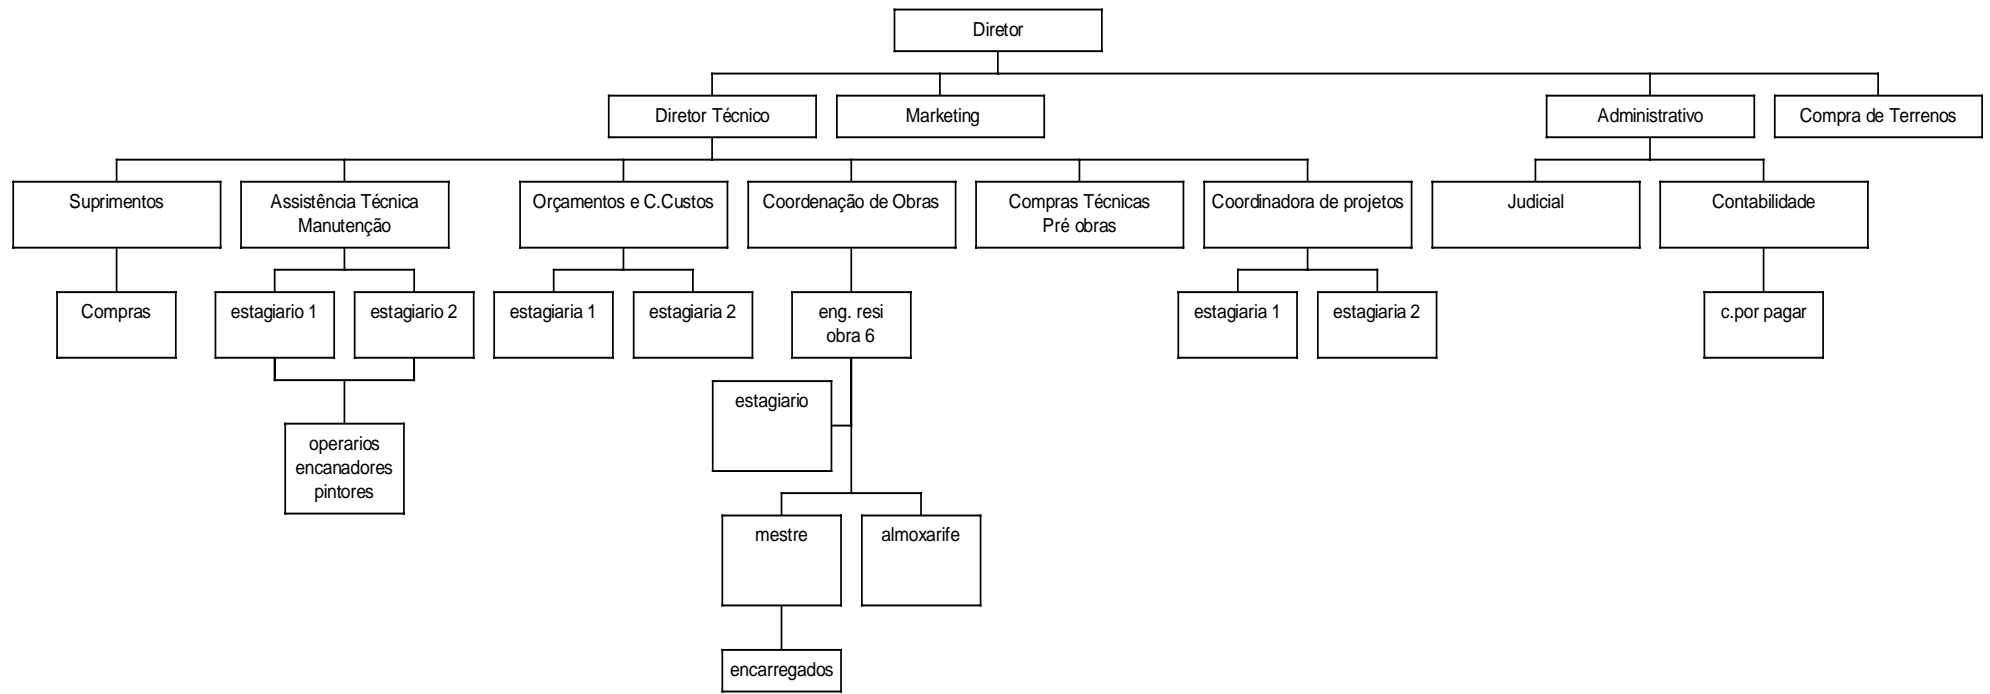 Diretor
Diretor Técnico
Marketing
Administrativo
Compra de Terrenos
Suprimentos
Assistência Técnica
Manutenção
Orçamentos e C.Custos
Coordenação de Obras
Compras Técnicas
Pré obras
Coordinadora de projetos
Judicial
Contabilidade
Compras
estagiario 1
estagiario 2
estagiaria 1
estagiaria 2
eng. resi
obra 6
estagiaria 1
estagiaria 2
c.por pagar
estagiario
operarios
encanadores
pintores
mestre
almoxarife
encarregados